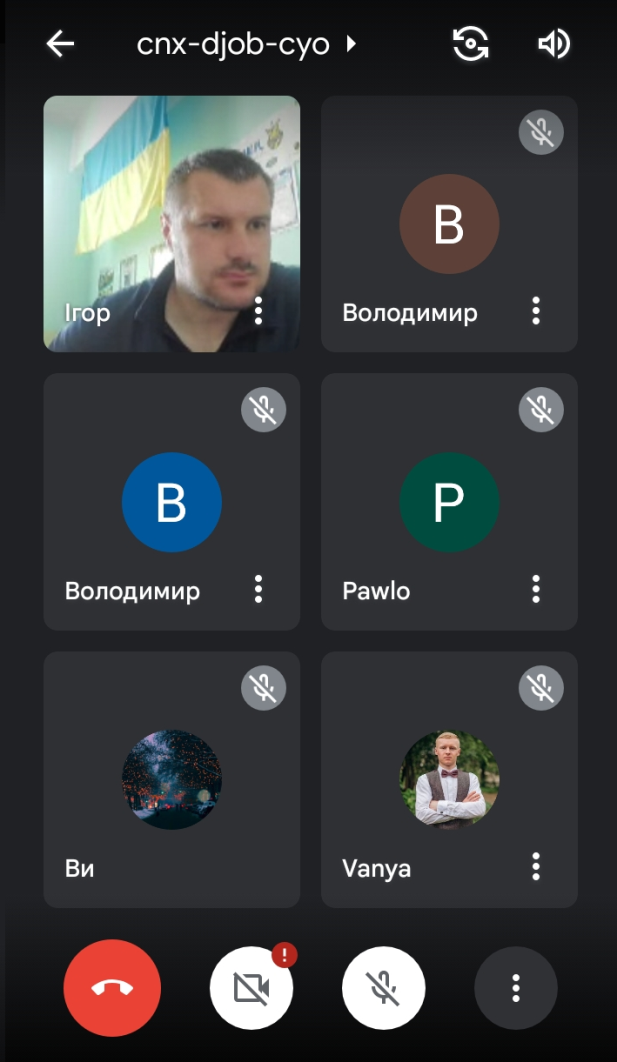 cnx-djob-cyo
Ігор
В
Володимир
В
Володимир
P
Pawlo
Ви
Vanya
!